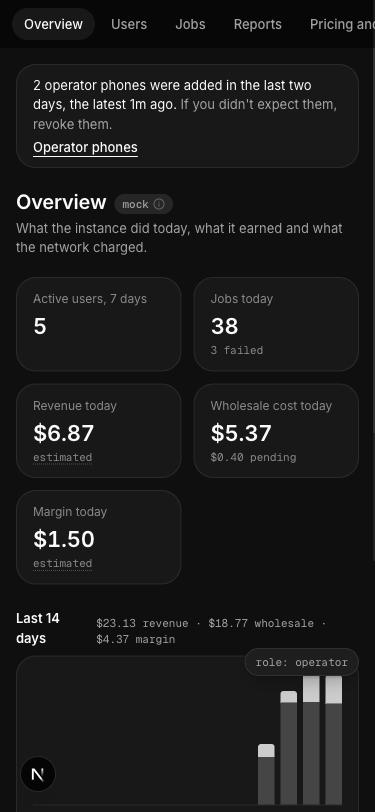 Overview Users Jobs Reports Pricing and
2 operator phones were added in the last two
days, the latest 1m ago. If you didn't expect them,
revoke them.
Operator phones
Overview mock
What the instance did today, what it earned and what
the network charged.
Active users, 7 days
5
Jobs today
38
3 failed
Revenue today
$6.87
estimated
Wholesale cost today
$5.37
$0.40 pending
Margin today
$1.50
estimated
Last 14
days
$23.13 revenue · $18.77 wholesale ·
$4.37 margin
role: operator
N